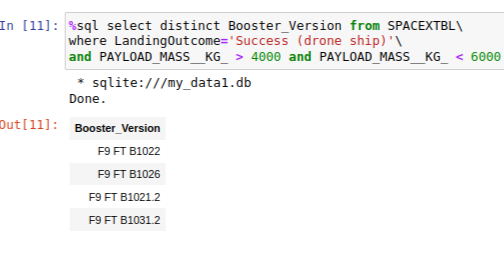 In [11]: %sql select distinct Booster_Version from SPACEXTBL\
where LandingOutcome='Success (drone ship)'\
and PAYLOAD_MASS__KG_ > 4000 and PAYLOAD_MASS__KG_ < 6000
* sqlite:///my_data1.db
Done.
Out[11]: Booster_Version
F9 FT B1022
F9 FT B1026
F9 FT B1021.2
F9 FT B1031.2